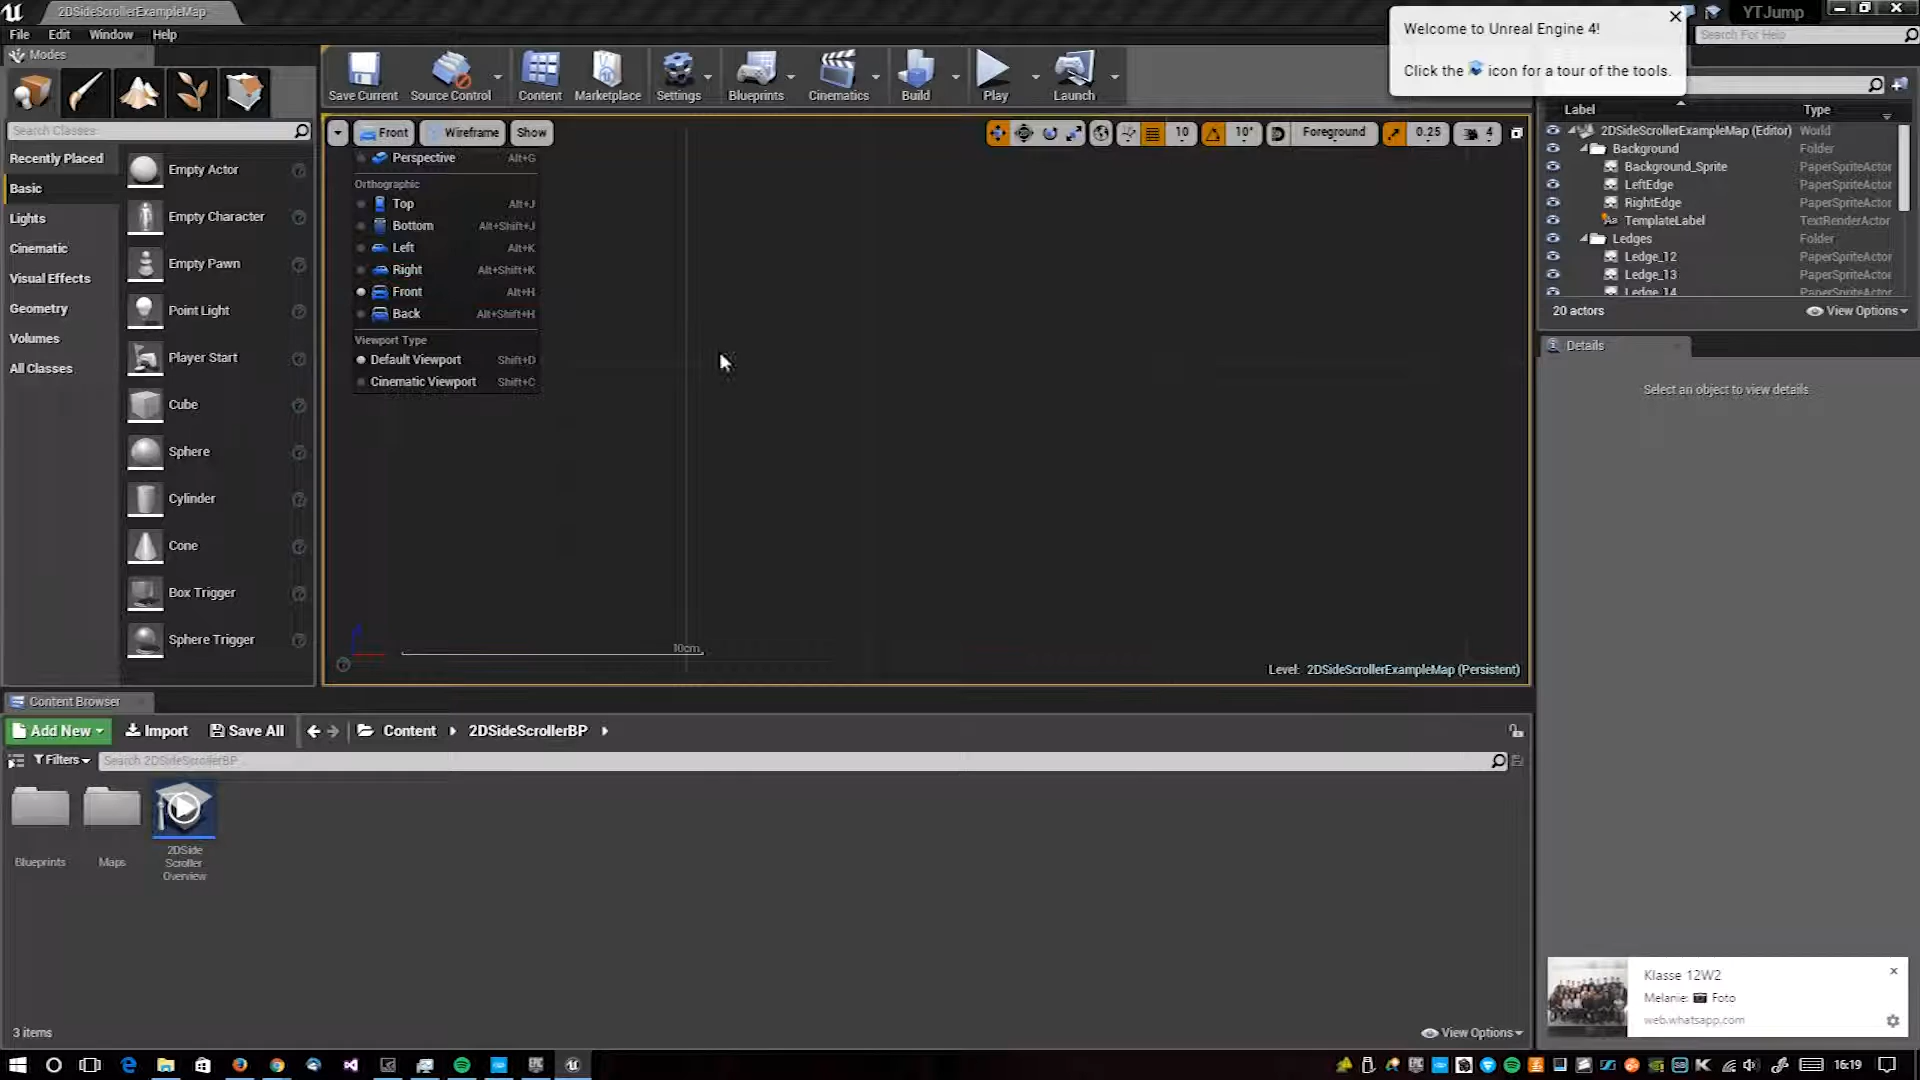 2DSideScrollerExampleMap
YTJump
File Edit Window Help
Search For Help
Welcome to Unreal Engine 4!
Click the icon for a tour of the tools.
Modes
Save Current Source Control Content Marketplace Settings Blueprints Cinematics Build Play Launch
Search Classes
Recently Placed
Basic
Lights
Cinematic
Visual Effects
Geometry
Volumes
All Classes
Empty Actor
Empty Character
Empty Pawn
Point Light
Player Start
Cube
Sphere
Cylinder
Cone
Box Trigger
Sphere Trigger
Front Wireframe Show
10 10° Foreground 0.25 4
Perspective Alt+G
Orthographic
Top Alt+J
Bottom Alt+Shift+J
Left Alt+K
Right Alt+Shift+K
Front Alt+H
Back Alt+Shift+H
Viewport Type
Default Viewport Shift+D
Cinematic Viewport Shift+C
10cm
Level: 2DSideScrollerExampleMap (Persistent)
Label Type
2DSideScrollerExampleMap (Editor) World
Background Folder
Background_Sprite PaperSpriteActor
LeftEdge PaperSpriteActor
RightEdge PaperSpriteActor
TemplateLabel TextRenderActor
Ledges Folder
Ledge_12 PaperSpriteActor
Ledge_13 PaperSpriteActor
Ledge_14 PaperSpriteActor
20 actors View Options
Details
Select an object to view details
Content Browser
Add New Import Save All Content 2DSideScrollerBP
Filters Search 2DSideScrollerBP
Blueprints
Maps
2DSide
Scroller
Overview
3 items
View Options
Klasse 12W2
Melanie: Foto
web.whatsapp.com
16:19